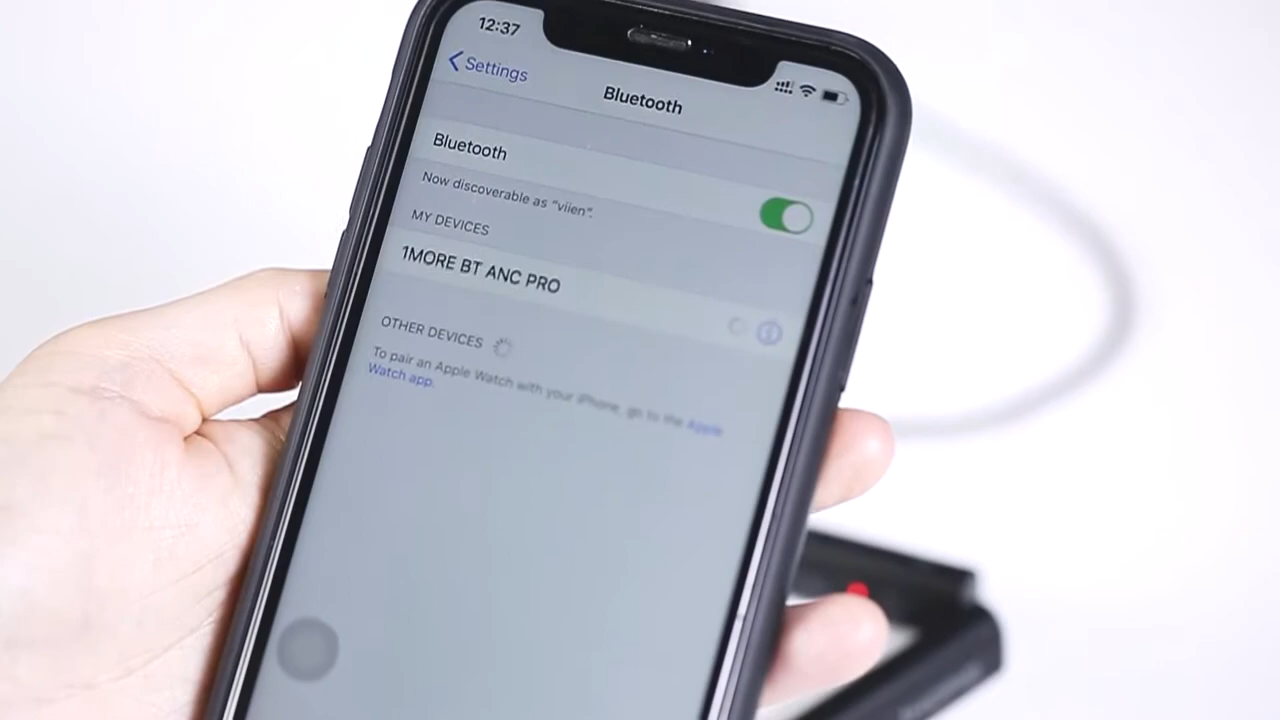 12:37
Settings
Bluetooth
Bluetooth
Now discoverable as “viien”.
MY DEVICES
1MORE BT ANC PRO
OTHER DEVICES
To pair an Apple Watch with your iPhone, go to the Apple
Watch app.